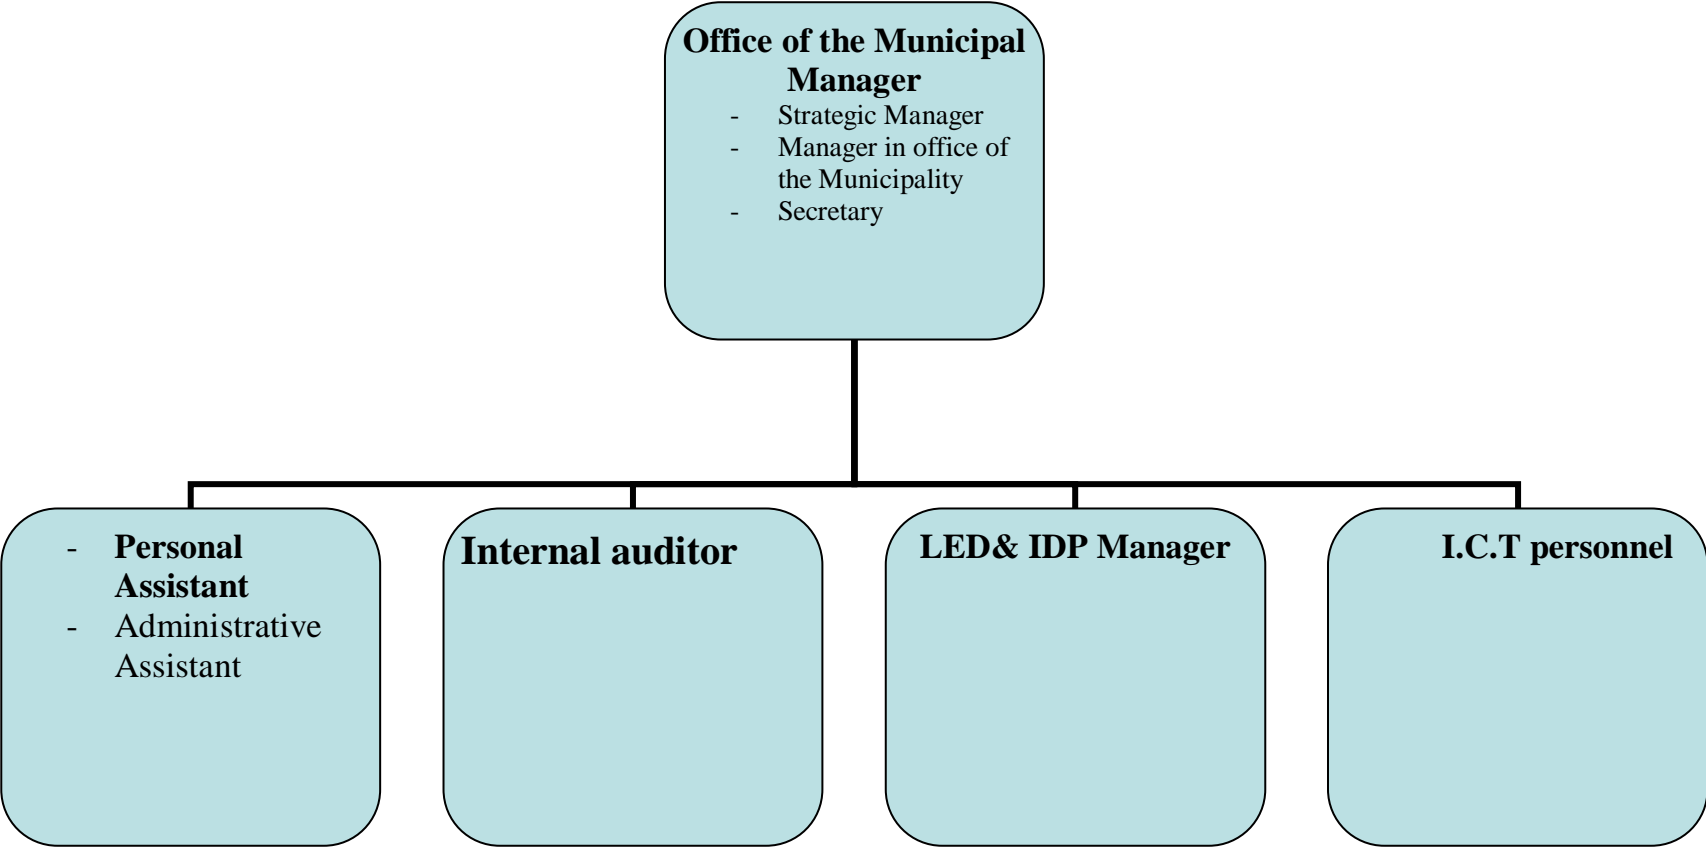 Office of the Municipal
Manager
- Strategic Manager
- Manager in office of
the Municipality
- Secretary
- Personal
Assistant
- Administrative
Assistant
Internal auditor
LED& IDP Manager
I.C.T personnel